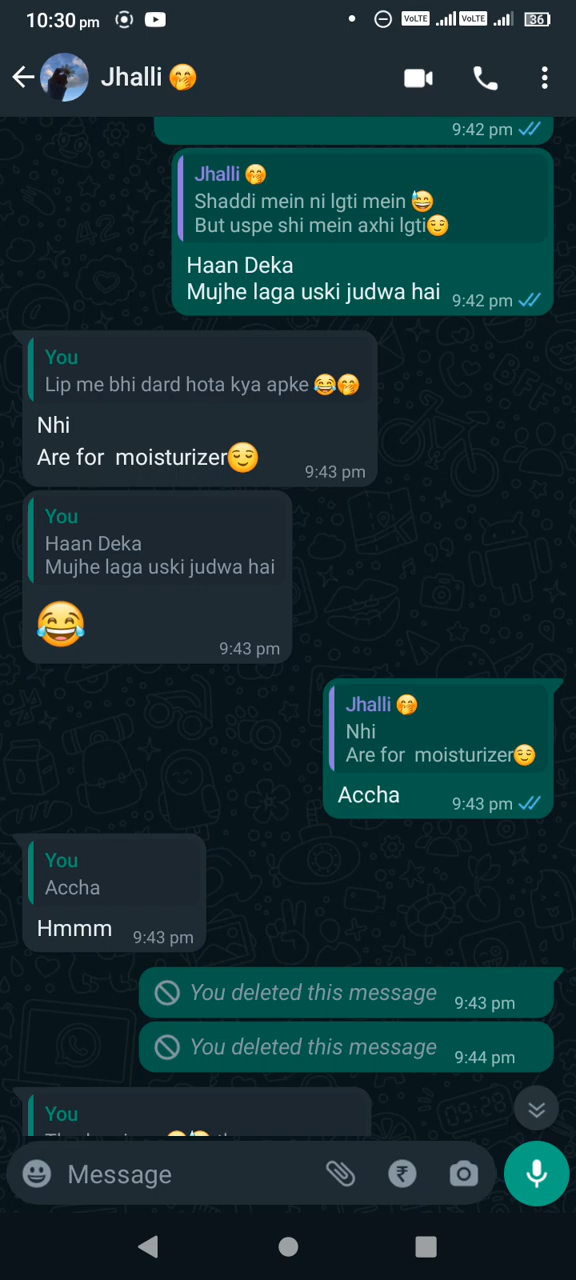 10:30 pm
VoLTE VoLTE 36
Jhalli 🤭
9:42 pm
Jhalli 🤭
Shaddi mein ni lgti mein 😅
But uspe shi mein axhi lgti😌
Haan Deka
Mujhe laga uski judwa hai
9:42 pm
You
Lip me bhi dard hota kya apke 😂🤭
Nhi
Are for moisturizer😌
9:43 pm
You
Haan Deka
Mujhe laga uski judwa hai
😂
9:43 pm
Jhalli 🤭
Nhi
Are for moisturizer😌
Accha
9:43 pm
You
Accha
Hmmm
9:43 pm
You deleted this message
9:43 pm
You deleted this message
9:44 pm
You
Message